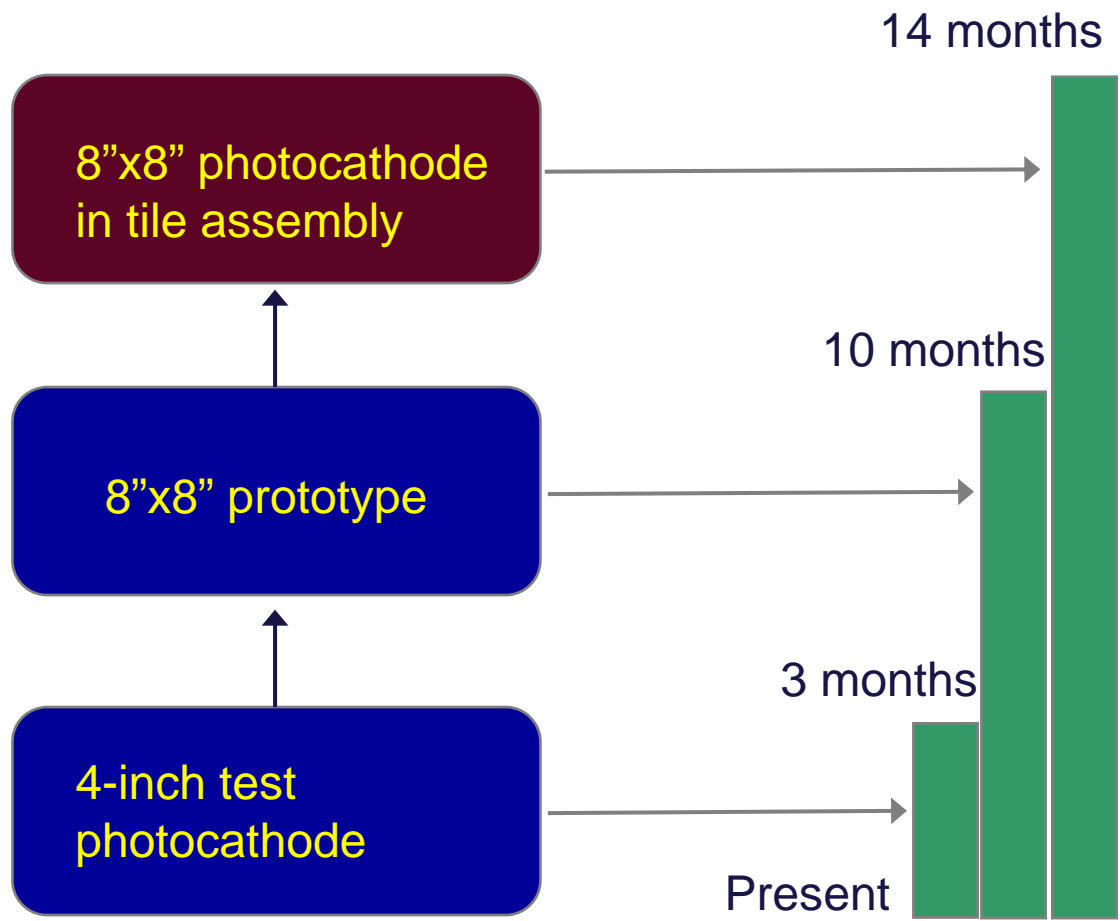 14 months
8”x8” photocathode
in tile assembly
10 months
8”x8” prototype
3 months
4-inch test
photocathode
Present